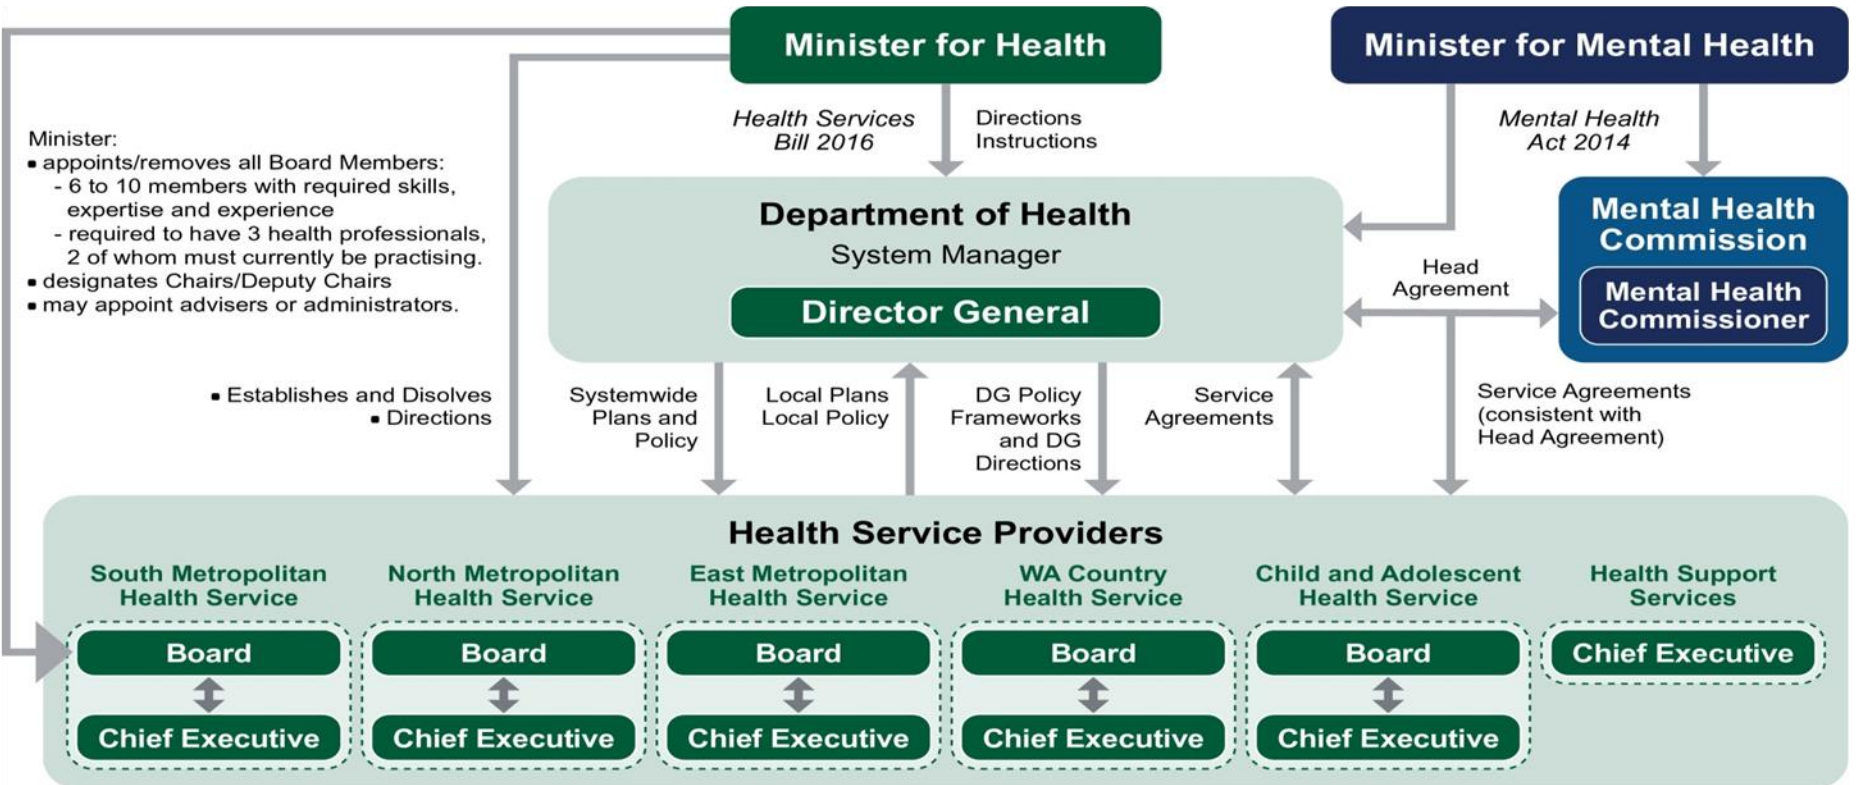 Minister for Health
Minister for Mental Health
Health Services
Bill 2016
Directions
Instructions
Mental Health
Act 2014
Minister:
▪ appoints/removes all Board Members:
- 6 to 10 members with required skills,
expertise and experience
- required to have 3 health professionals,
2 of whom must currently be practising.
▪ designates Chairs/Deputy Chairs
▪ may appoint advisers or administrators.
Department of Health
System Manager
Director General
Head
Agreement
Mental Health
Commission
Mental Health
Commissioner
▪ Establishes and Disolves
▪ Directions
Systemwide
Plans and
Policy
Local Plans
Local Policy
DG Policy
Frameworks
and DG
Directions
Service
Agreements
Service Agreements
(consistent with
Head Agreement)
Health Service Providers
South Metropolitan
Health Service
Board
Chief Executive
North Metropolitan
Health Service
Board
Chief Executive
East Metropolitan
Health Service
Board
Chief Executive
WA Country
Health Service
Board
Chief Executive
Child and Adolescent
Health Service
Board
Chief Executive
Health Support
Services
Chief Executive